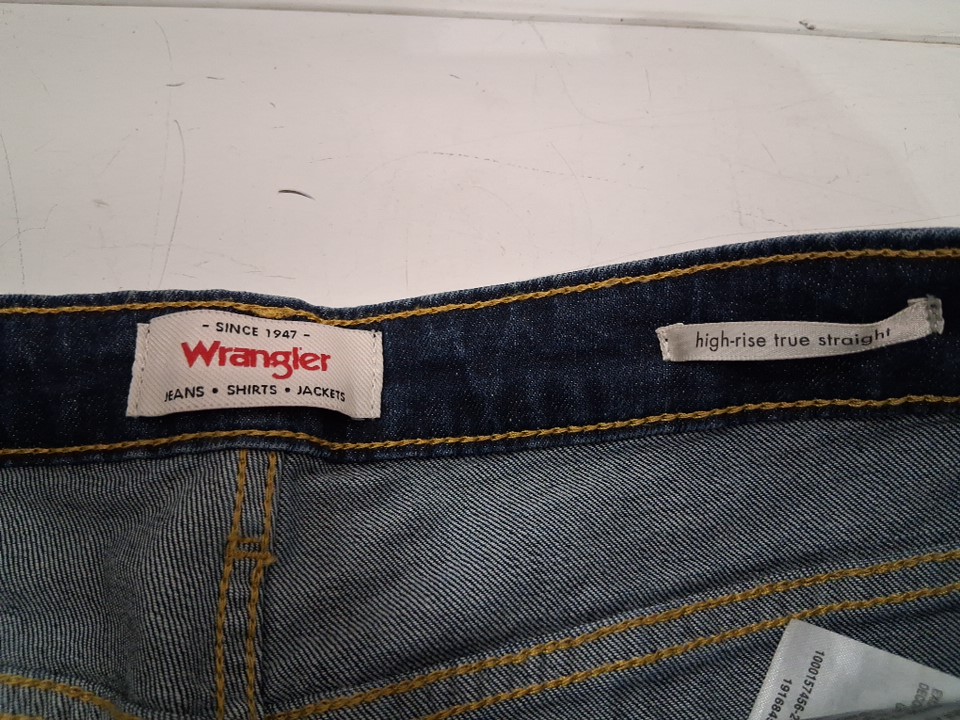 - SINCE 1947 -
Wrangler
JEANS • SHIRTS • JACKETS
high-rise true straight